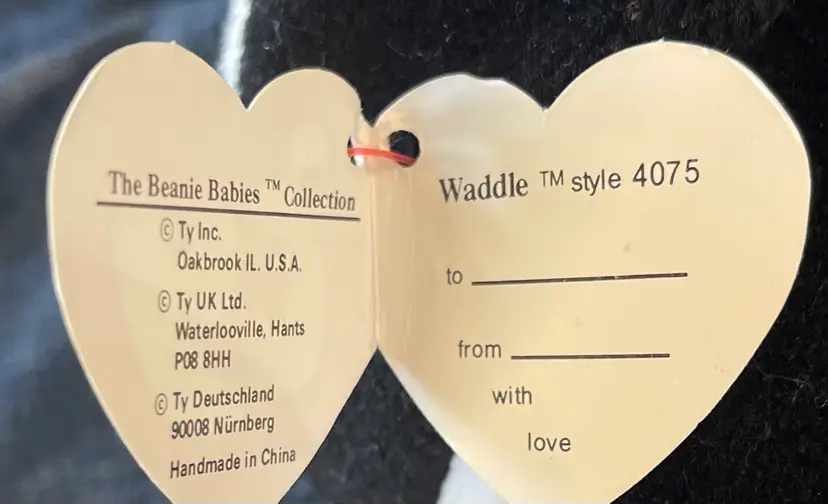 The Beanie Babies ™ Collection
© Ty Inc.
Oakbrook IL. U.S.A.
© Ty UK Ltd.
Waterlooville, Hants
P08 8HH
© Ty Deutschland
90008 Nürnberg
Handmade in China
Waddle ™ style 4075
to
from
with
love